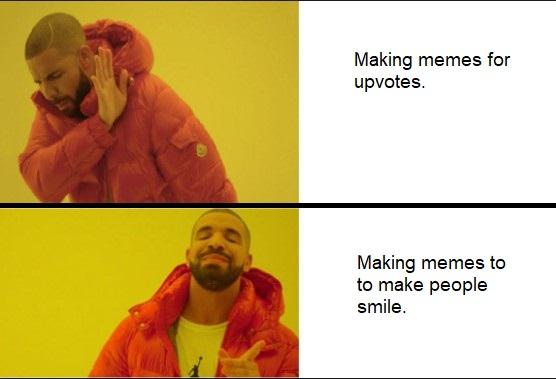 Making memes for
upvotes.
Making memes to
to make people
smile.